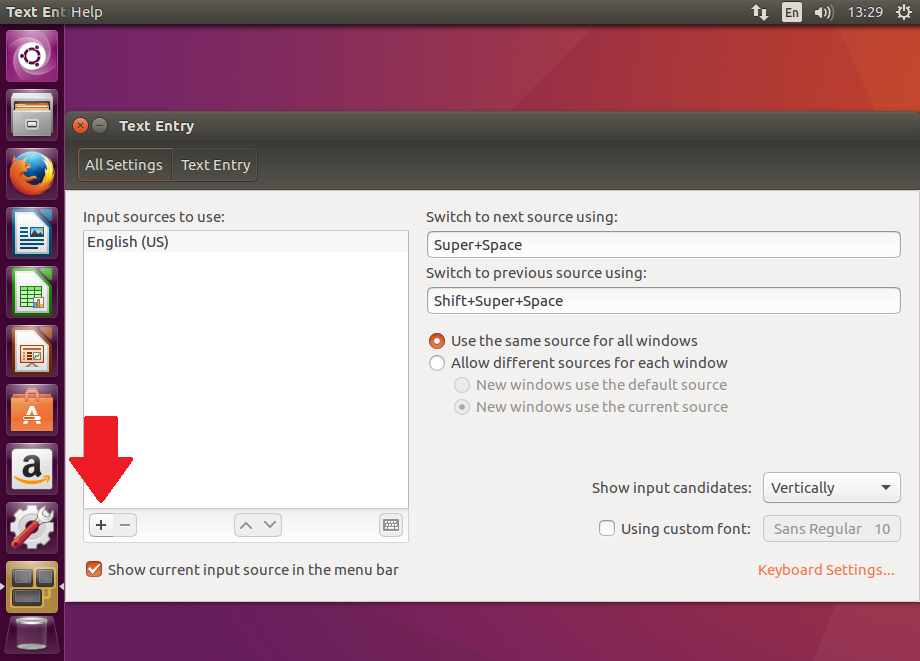 Text Ent Help
En
13:29
Text Entry
All Settings
Text Entry
Input sources to use:
English (US)
Switch to next source using:
Super+Space
Switch to previous source using:
Shift+Super+Space
Use the same source for all windows
Allow different sources for each window
New windows use the default source
New windows use the current source
Show input candidates:
Vertically
Using custom font:
Sans Regular
10
Show current input source in the menu bar
Keyboard Settings...